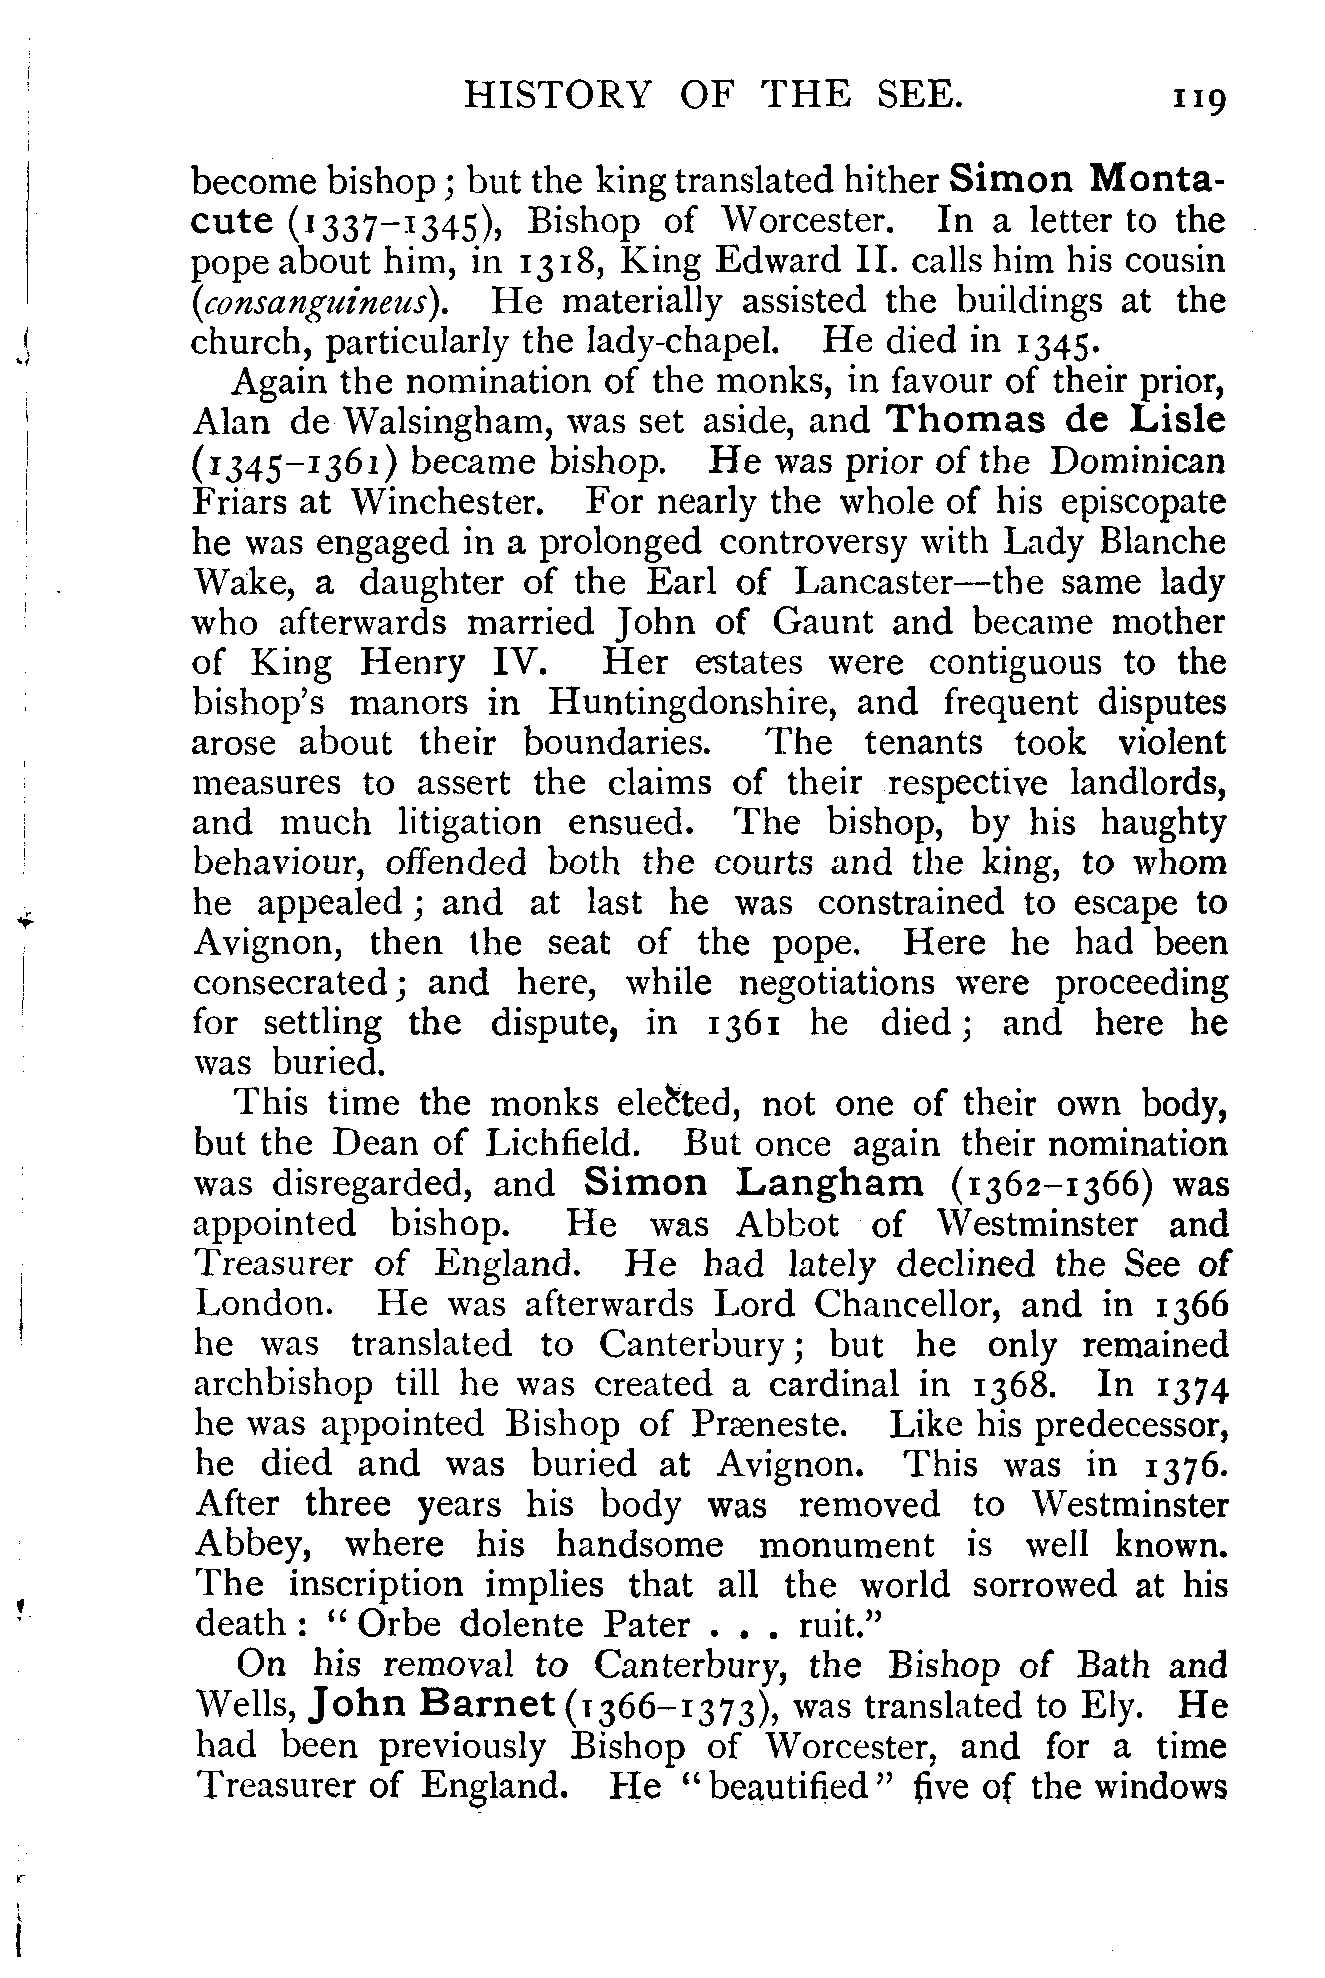 HISTORY OF THE SEE. 119
become bishop ; but the king translated hither Simon Monta-
cute (1337–1345), Bishop of Worcester. In a letter to the
pope about him, in 1318, King Edward II. calls him his cousin
(consanguineus). He materially assisted the buildings at the
church, particularly the lady-chapel. He died in 1345.
Again the nomination of the monks, in favour of their prior,
Alan de Walsingham, was set aside, and Thomas de Lisle
(1345–1361) became bishop. He was prior of the Dominican
Friars at Winchester. For nearly the whole of his episcopate
he was engaged in a prolonged controversy with Lady Blanche
Wake, a daughter of the Earl of Lancaster—the same lady
who afterwards married John of Gaunt and became mother
of King Henry IV. Her estates were contiguous to the
bishop's manors in Huntingdonshire, and frequent disputes
arose about their boundaries. The tenants took violent
measures to assert the claims of their respective landlords,
and much litigation ensued. The bishop, by his haughty
behaviour, offended both the courts and the king, to whom
he appealed ; and at last he was constrained to escape to
Avignon, then the seat of the pope. Here he had been
consecrated ; and here, while negotiations were proceeding
for settling the dispute, in 1361 he died ; and here he
was buried.
This time the monks elected, not one of their own body,
but the Dean of Lichfield. But once again their nomination
was disregarded, and Simon Langham (1362–1366) was
appointed bishop. He was Abbot of Westminster and
Treasurer of England. He had lately declined the See of
London. He was afterwards Lord Chancellor, and in 1366
he was translated to Canterbury ; but he only remained
archbishop till he was created a cardinal in 1368. In 1374
he was appointed Bishop of Præneste. Like his predecessor,
he died and was buried at Avignon. This was in 1376.
After three years his body was removed to Westminster
Abbey, where his handsome monument is well known.
The inscription implies that all the world sorrowed at his
death : “ Orbe dolente Pater . . . ruit.”
On his removal to Canterbury, the Bishop of Bath and
Wells, John Barnet (1366–1373), was translated to Ely. He
had been previously Bishop of Worcester, and for a time
Treasurer of England. He “ beautified ” five of the windows